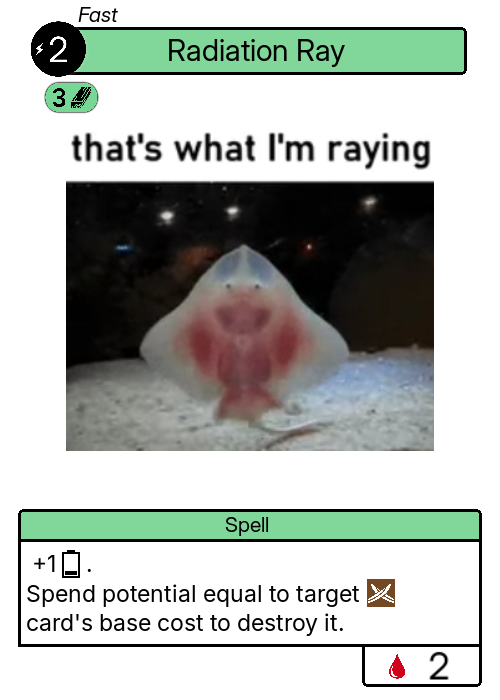 Fast
2
Radiation Ray
3
that's what I'm raying
Spell
+1 .
Spend potential equal to target
card's base cost to destroy it.
2